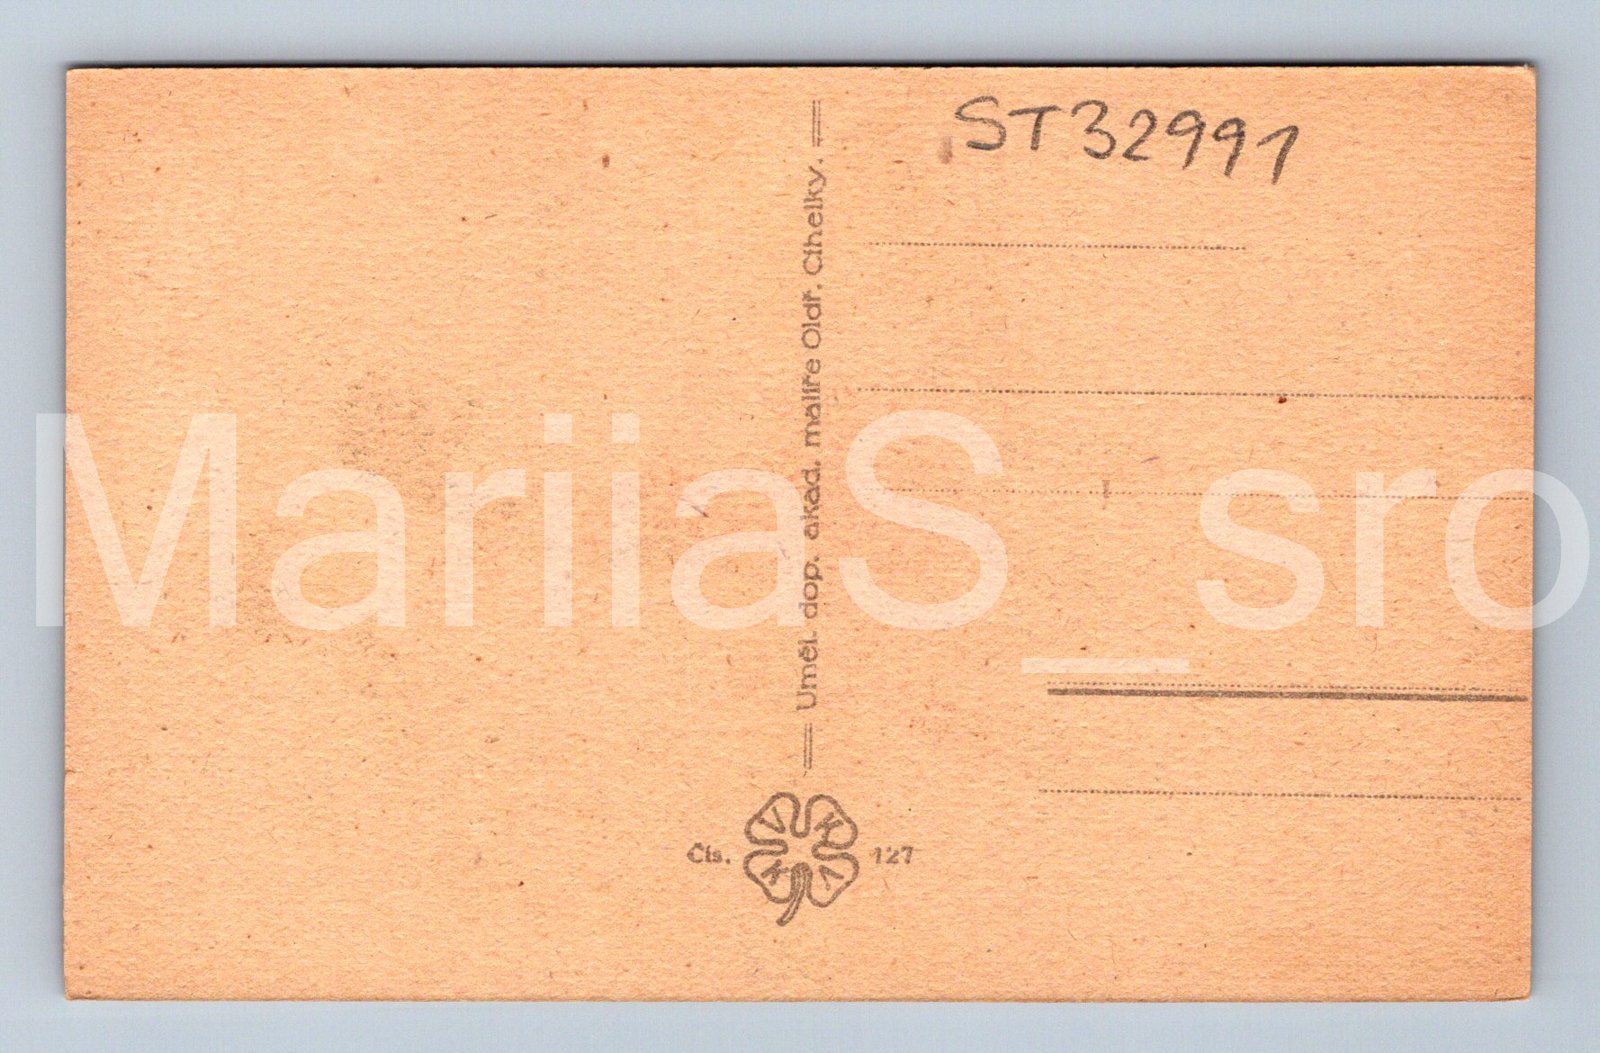 ST32991
Uměl. dop. akad. malíře Oldř. Cihelky.
MariiaS_sro
Čís. 127
V K
K T